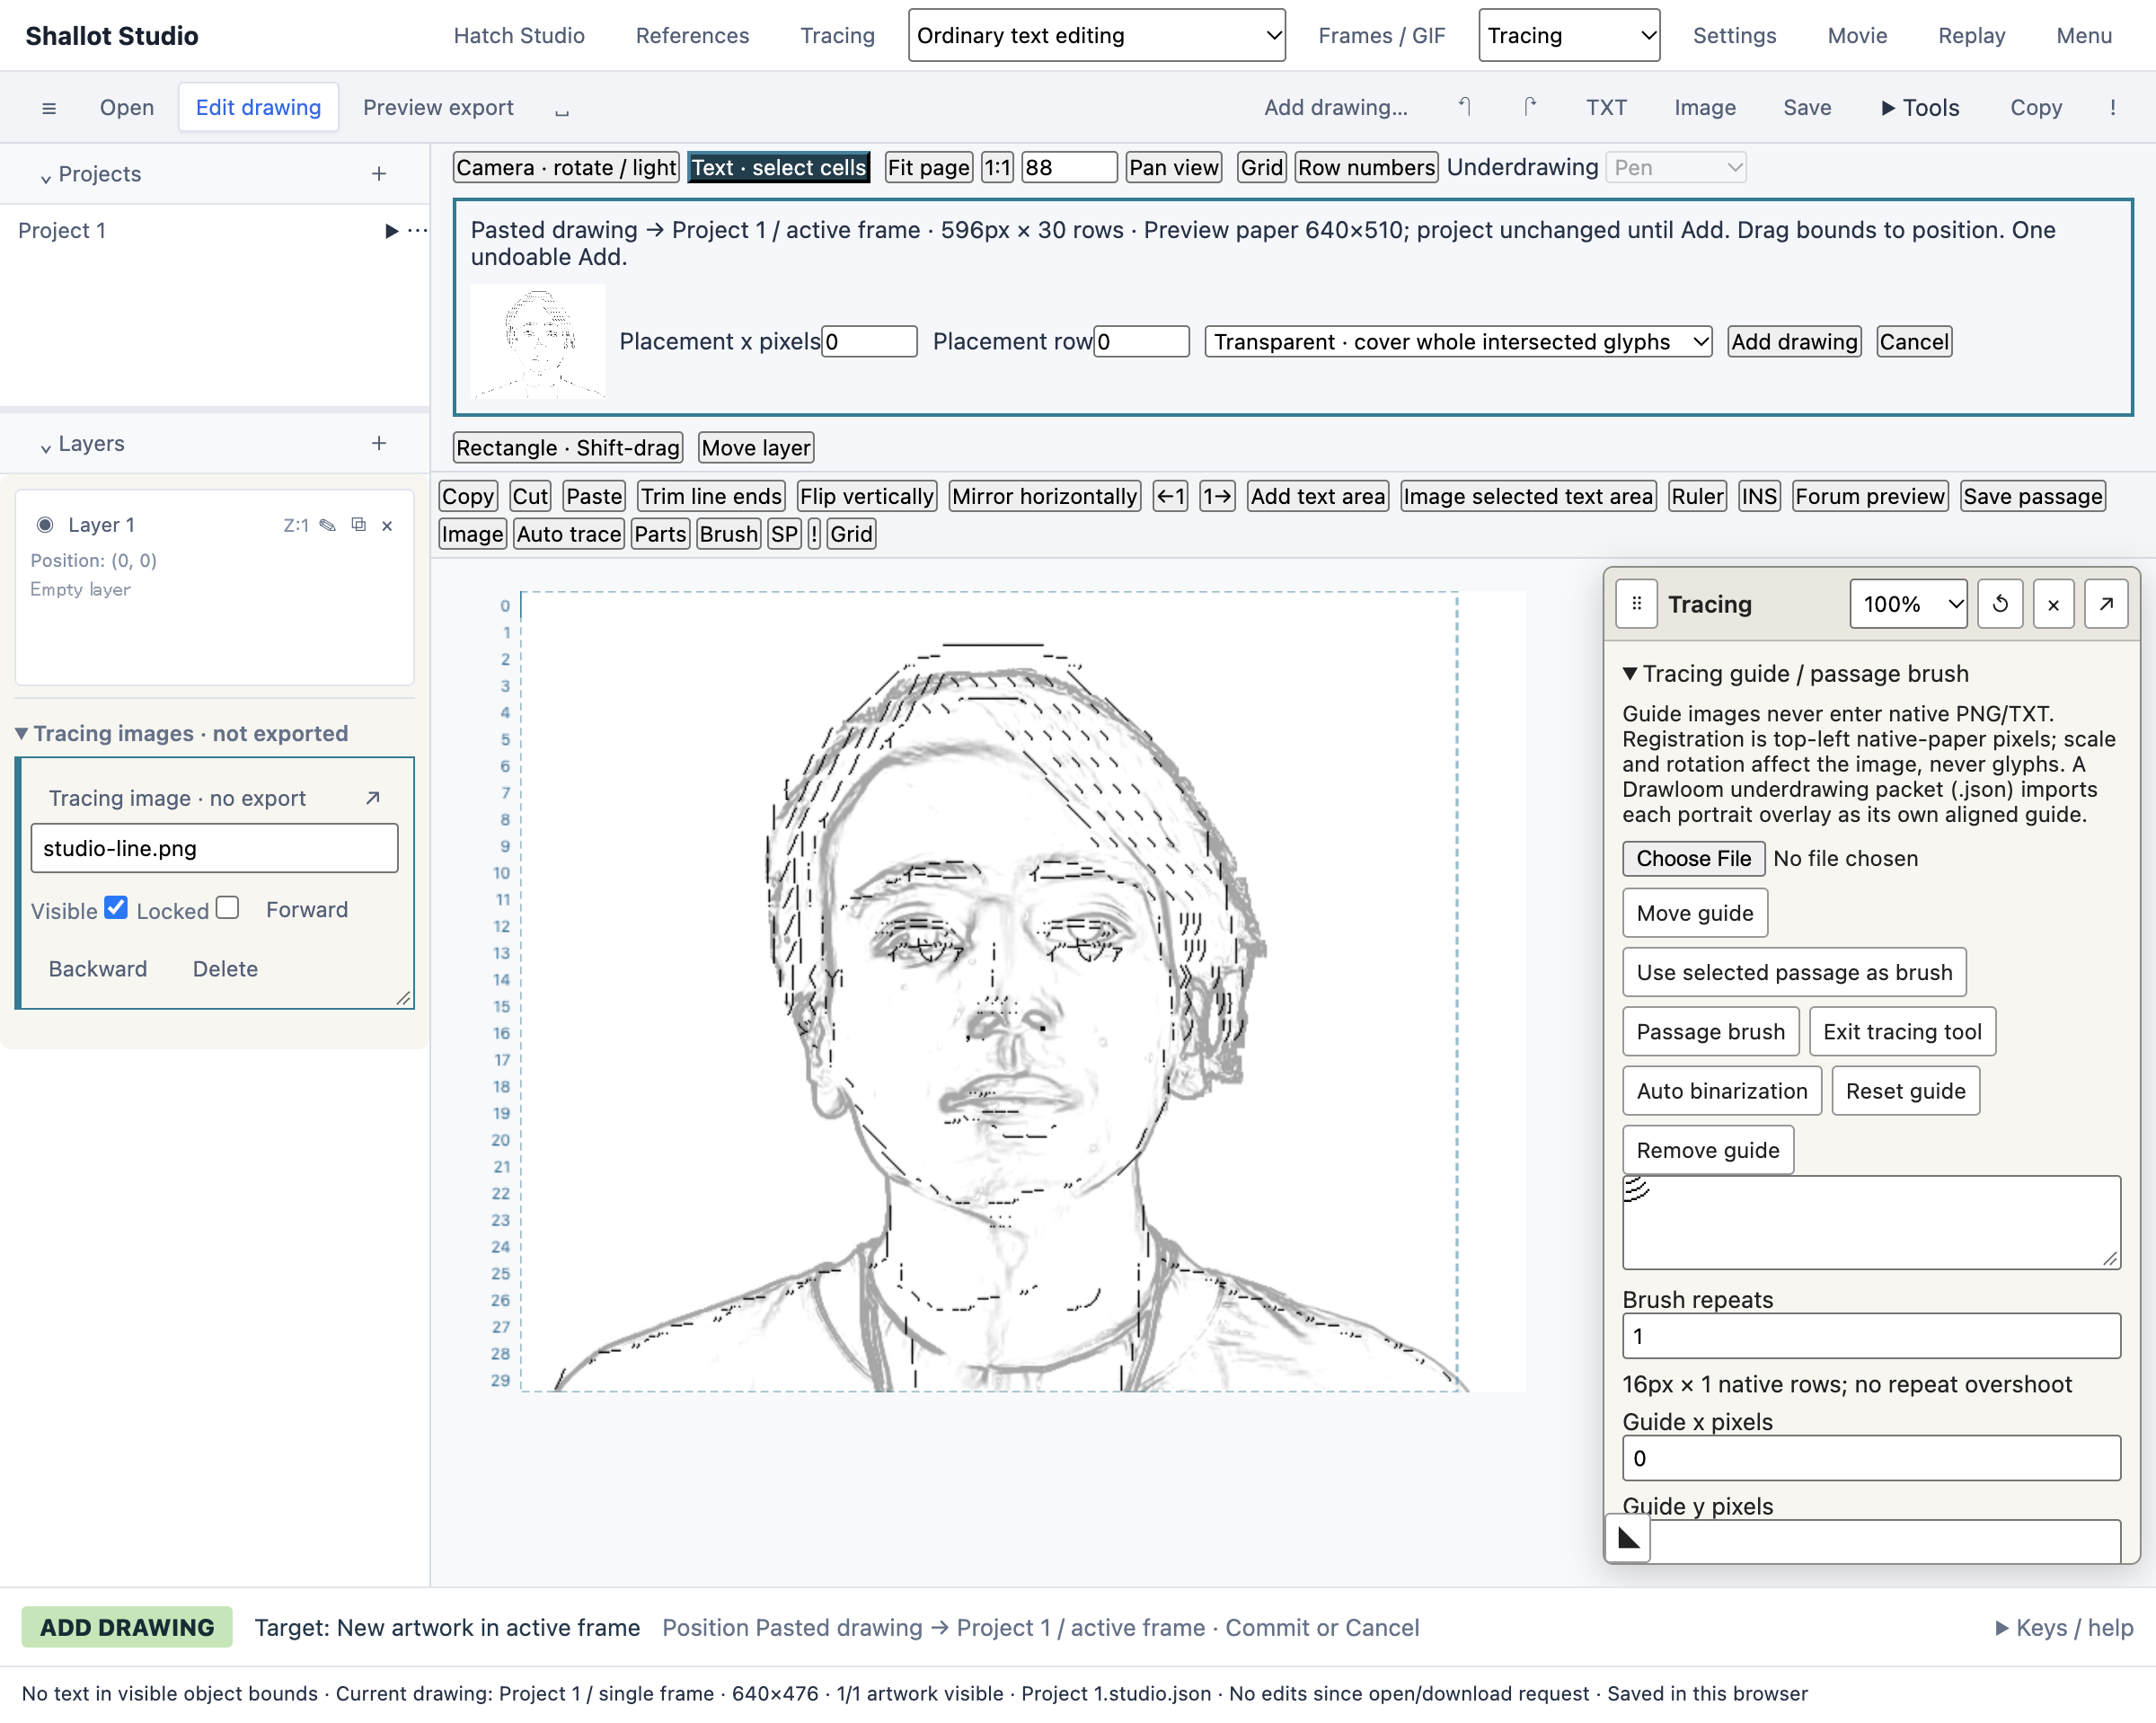 Shallot Studio
Hatch Studio References Tracing Ordinary text editing Frames / GIF Tracing Settings Movie Replay Menu
≡ Open Edit drawing Preview export Add drawing... TXT Image Save ▶ Tools Copy !
Projects +
Project 1 ▶ ⋯
Camera · rotate / light Text · select cells Fit page 1:1 88 Pan view Grid Row numbers Underdrawing Pen
Pasted drawing → Project 1 / active frame · 596px × 30 rows · Preview paper 640×510; project unchanged until Add. Drag bounds to position. One
undoable Add.
Placement x pixels 0 Placement row 0 Transparent · cover whole intersected glyphs Add drawing Cancel
Rectangle · Shift-drag Move layer
Layers +
Layer 1 Z:1
Position: (0, 0)
Empty layer
Tracing images · not exported
Tracing image · no export ↗
studio-line.png
Visible Locked Forward
Backward Delete
Copy Cut Paste Trim line ends Flip vertically Mirror horizontally ←1 1→ Add text area Image selected text area Ruler INS Forum preview Save passage
Image Auto trace Parts Brush SP ! Grid
0
1
2
3
4
5
6
7
8
9
10
11
12
13
14
15
16
17
18
19
20
21
22
23
24
25
26
27
28
29
Tracing 100%
▼ Tracing guide / passage brush
Guide images never enter native PNG/TXT.
Registration is top-left native-paper pixels; scale
and rotation affect the image, never glyphs. A
Drawloom underdrawing packet (.json) imports
each portrait overlay as its own aligned guide.
Choose File No file chosen
Move guide
Use selected passage as brush
Passage brush Exit tracing tool
Auto binarization Reset guide
Remove guide
Brush repeats
1
16px × 1 native rows; no repeat overshoot
Guide x pixels
0
Guide y pixels
ADD DRAWING Target: New artwork in active frame Position Pasted drawing → Project 1 / active frame · Commit or Cancel ▶ Keys / help
No text in visible object bounds · Current drawing: Project 1 / single frame · 640×476 · 1/1 artwork visible · Project 1.studio.json · No edits since open/download request · Saved in this browser